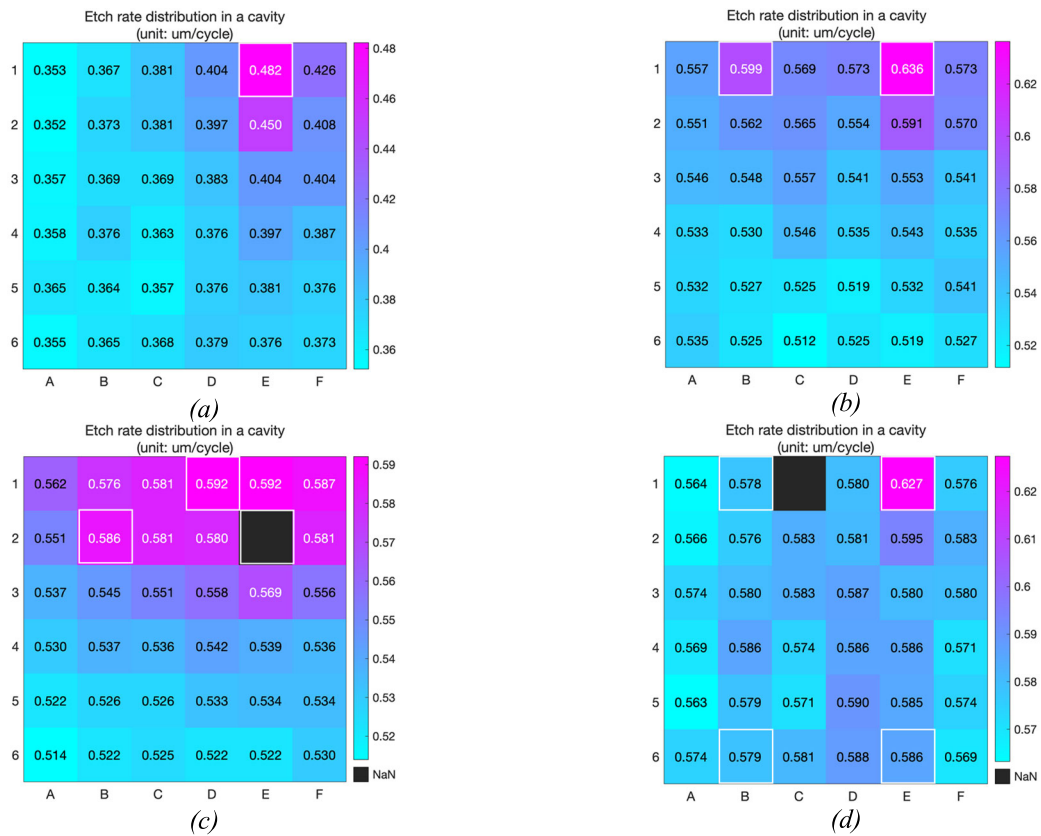 Etch rate distribution in a cavity
(unit: um/cycle)
1 0.353 0.367 0.381 0.404 0.482 0.426
2 0.352 0.373 0.381 0.397 0.450 0.408
3 0.357 0.369 0.369 0.383 0.404 0.404
4 0.358 0.376 0.363 0.376 0.397 0.387
5 0.365 0.364 0.357 0.376 0.381 0.376
6 0.355 0.365 0.368 0.379 0.376 0.373
A B C D E F
0.48
0.46
0.44
0.42
0.4
0.38
0.36
(a)
Etch rate distribution in a cavity
(unit: um/cycle)
1 0.557 0.599 0.569 0.573 0.636 0.573
2 0.551 0.562 0.565 0.554 0.591 0.570
3 0.546 0.548 0.557 0.541 0.553 0.541
4 0.533 0.530 0.546 0.535 0.543 0.535
5 0.532 0.527 0.525 0.519 0.532 0.541
6 0.535 0.525 0.512 0.525 0.519 0.527
A B C D E F
0.62
0.6
0.58
0.56
0.54
0.52
(b)
Etch rate distribution in a cavity
(unit: um/cycle)
1 0.562 0.576 0.581 0.592 0.592 0.587
2 0.551 0.586 0.581 0.580 0.581
3 0.537 0.545 0.551 0.558 0.569 0.556
4 0.530 0.537 0.536 0.542 0.539 0.536
5 0.522 0.526 0.526 0.533 0.534 0.534
6 0.514 0.522 0.525 0.522 0.522 0.530
A B C D E F
0.59
0.58
0.57
0.56
0.55
0.54
0.53
0.52
NaN
(c)
Etch rate distribution in a cavity
(unit: um/cycle)
1 0.564 0.578 0.580 0.627 0.576
2 0.566 0.576 0.583 0.581 0.595 0.583
3 0.574 0.580 0.583 0.587 0.580 0.580
4 0.569 0.586 0.574 0.586 0.586 0.571
5 0.563 0.579 0.571 0.590 0.585 0.574
6 0.574 0.579 0.581 0.588 0.586 0.569
A B C D E F
0.62
0.61
0.6
0.59
0.58
0.57
NaN
(d)